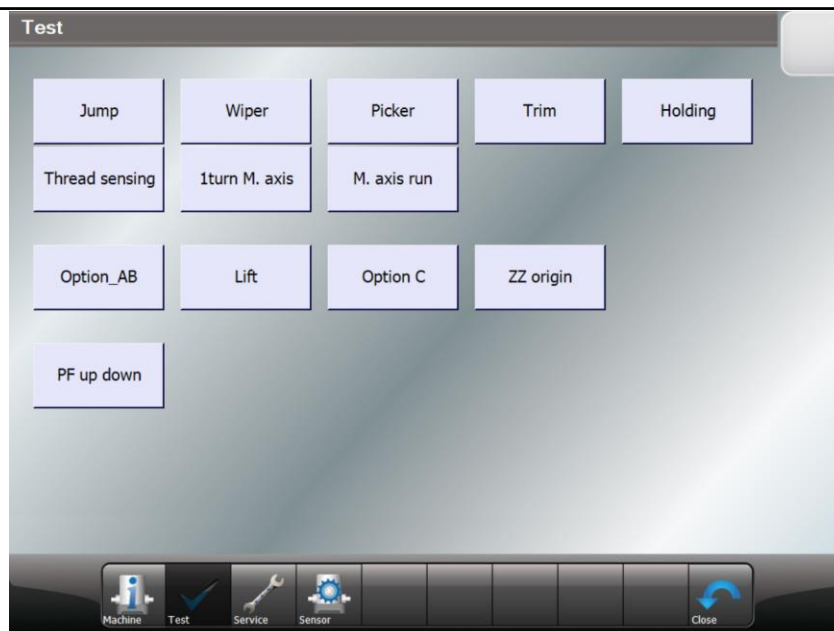 Test
Jump Wiper Picker Trim Holding
Thread sensing 1turn M. axis M. axis run
Option_AB Lift Option C ZZ origin
PF up down
Machine Test Service Sensor Close